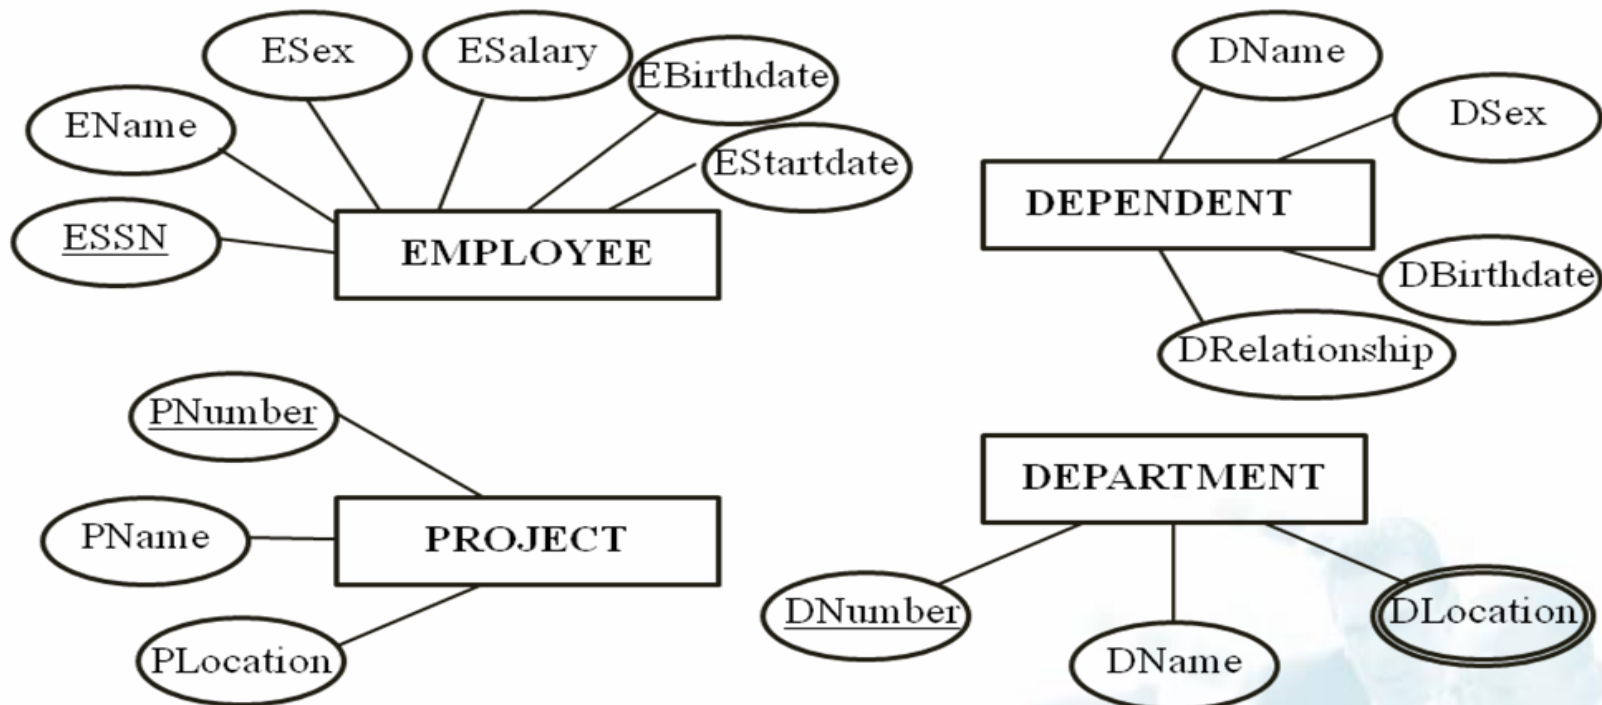 ESex
ESalary
EBirthdate
EName
EStartdate
ESSN
EMPLOYEE
DName
DSex
DEPENDENT
DBirthdate
DRelationship
PNumber
PName
PROJECT
PLocation
DEPARTMENT
DNumber
DName
DLocation